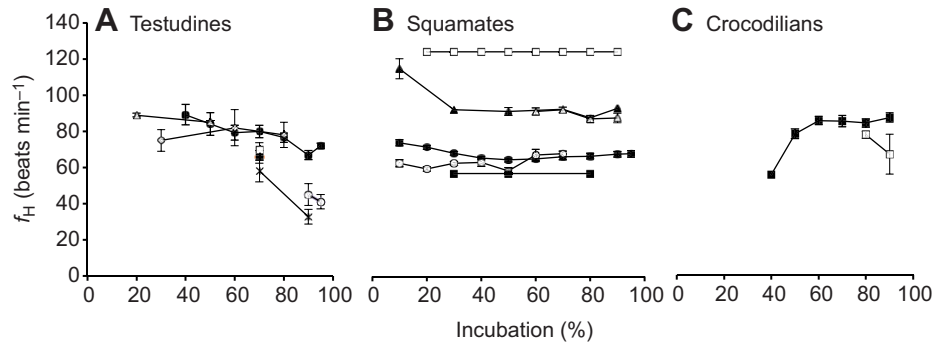 A Testudines
B Squamates
C Crocodilians
fH (beats min–1)
140
120
100
80
60
40
20
0
0 20 40 60 80 100
0 20 40 60 80 100
0 20 40 60 80 100
Incubation (%)